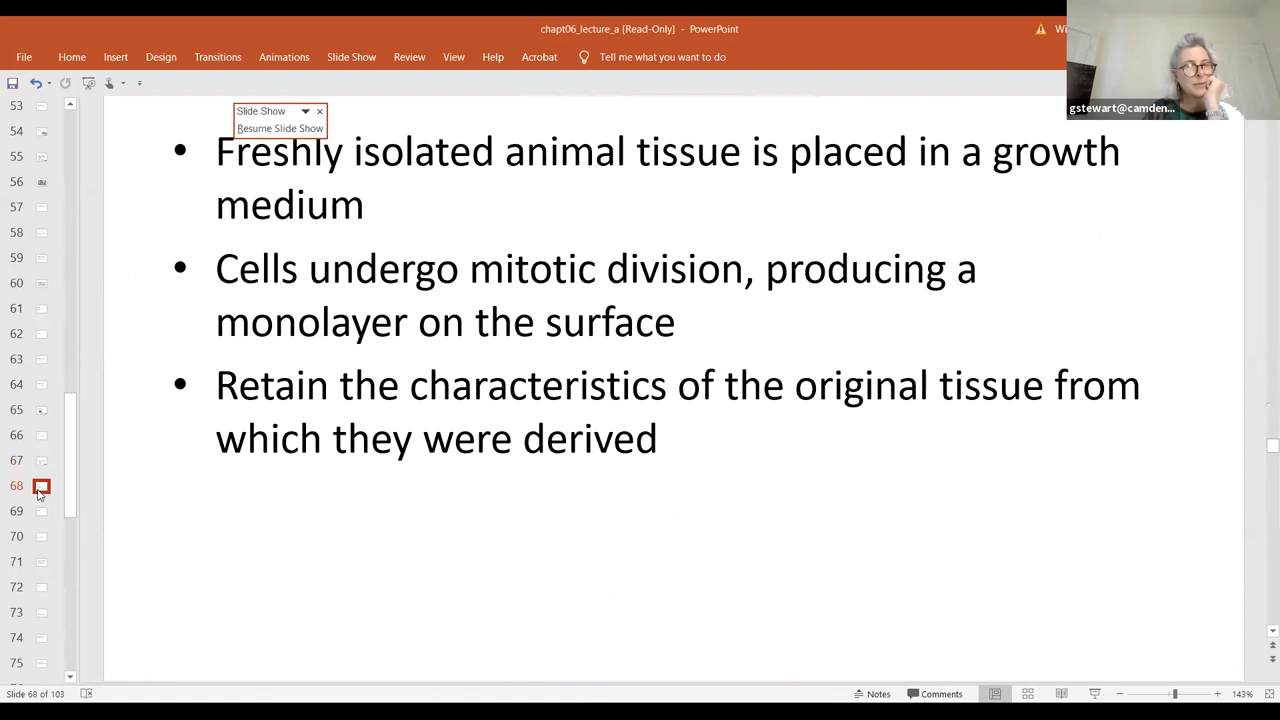 chapt06_lecture_a [Read-Only] - PowerPoint
File Home Insert Design Transitions Animations Slide Show Review View Help Acrobat Tell me what you want to do
gstewart@camden...
Slide Show
Resume Slide Show
• Freshly isolated animal tissue is placed in a growth
medium
• Cells undergo mitotic division, producing a
monolayer on the surface
• Retain the characteristics of the original tissue from
which they were derived
53
54
55
56
57
58
59
60
61
62
63
64
65
66
67
68
69
70
71
72
73
74
75
Slide 68 of 103 Notes Comments 143%